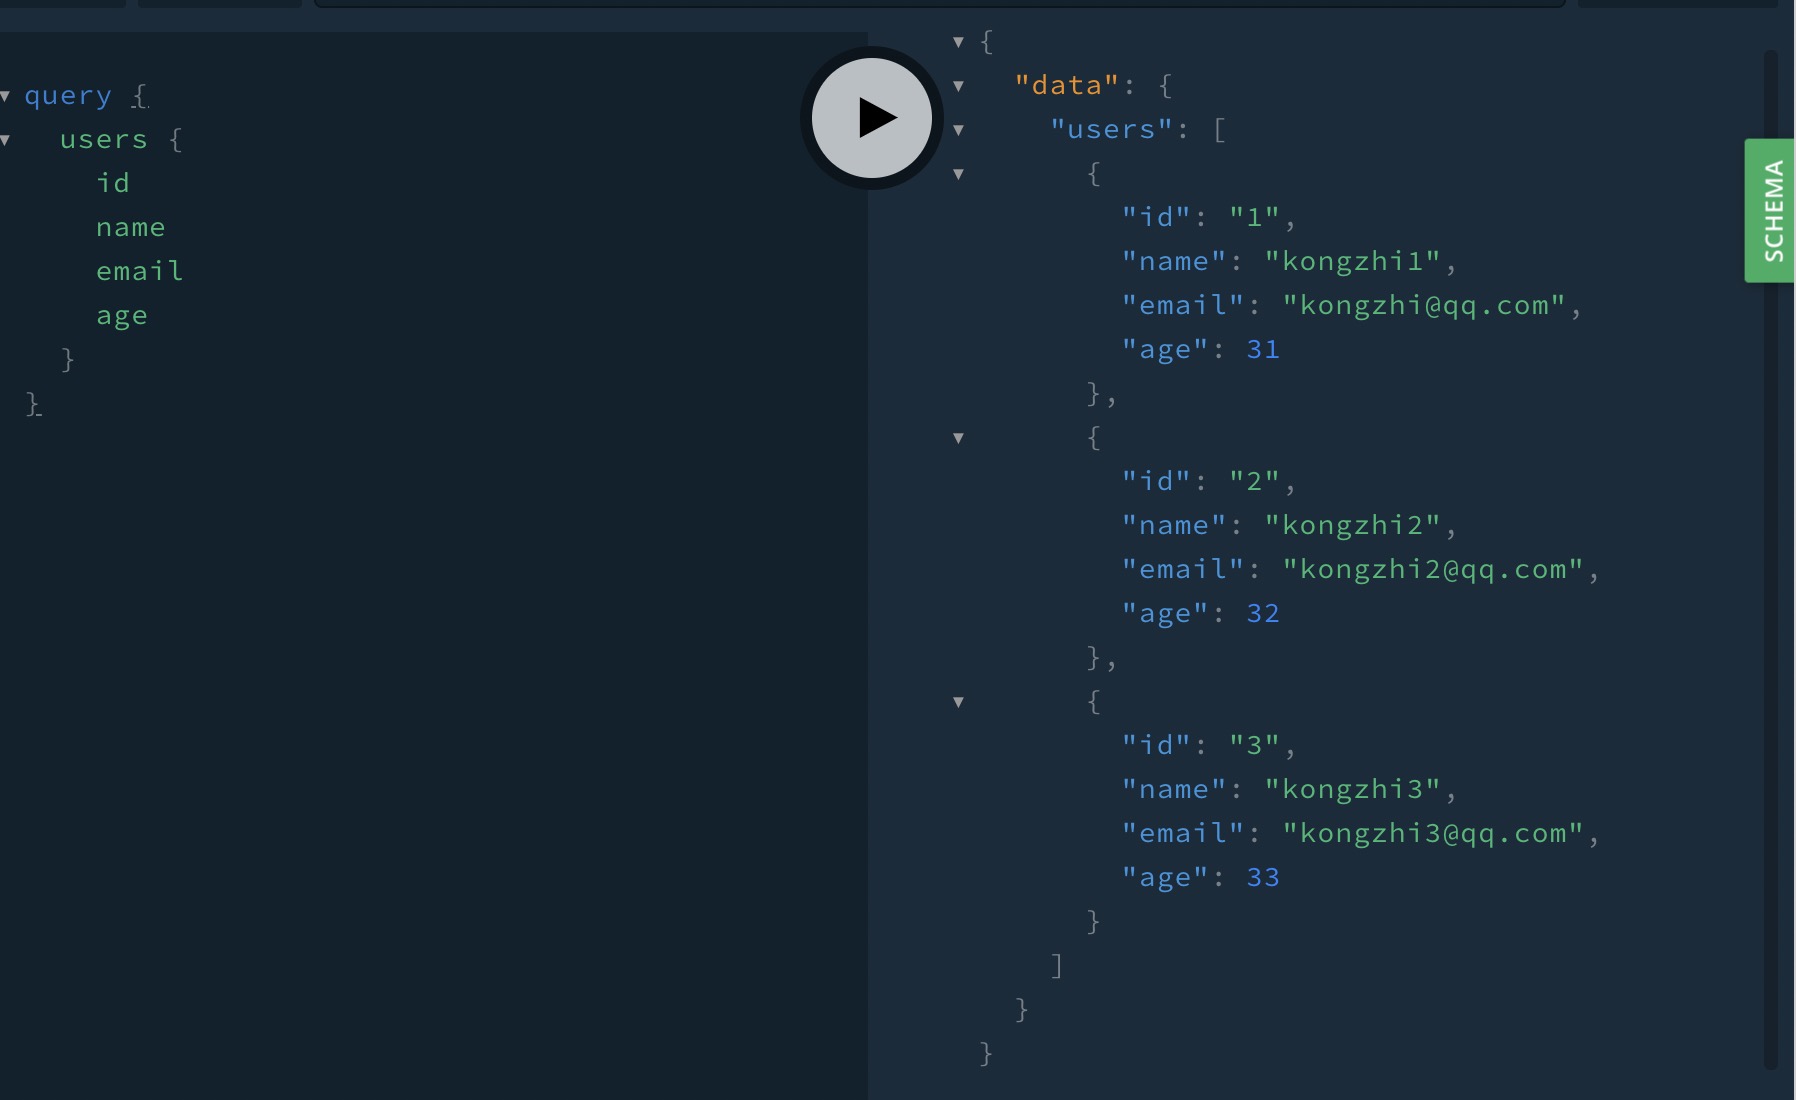 query {
users {
id
name
email
age
}
}
{
"data": {
"users": [
{
"id": "1",
"name": "kongzhi1",
"email": "kongzhi@qq.com",
"age": 31
},
{
"id": "2",
"name": "kongzhi2",
"email": "kongzhi2@qq.com",
"age": 32
},
{
"id": "3",
"name": "kongzhi3",
"email": "kongzhi3@qq.com",
"age": 33
}
]
}
}
SCHEMA